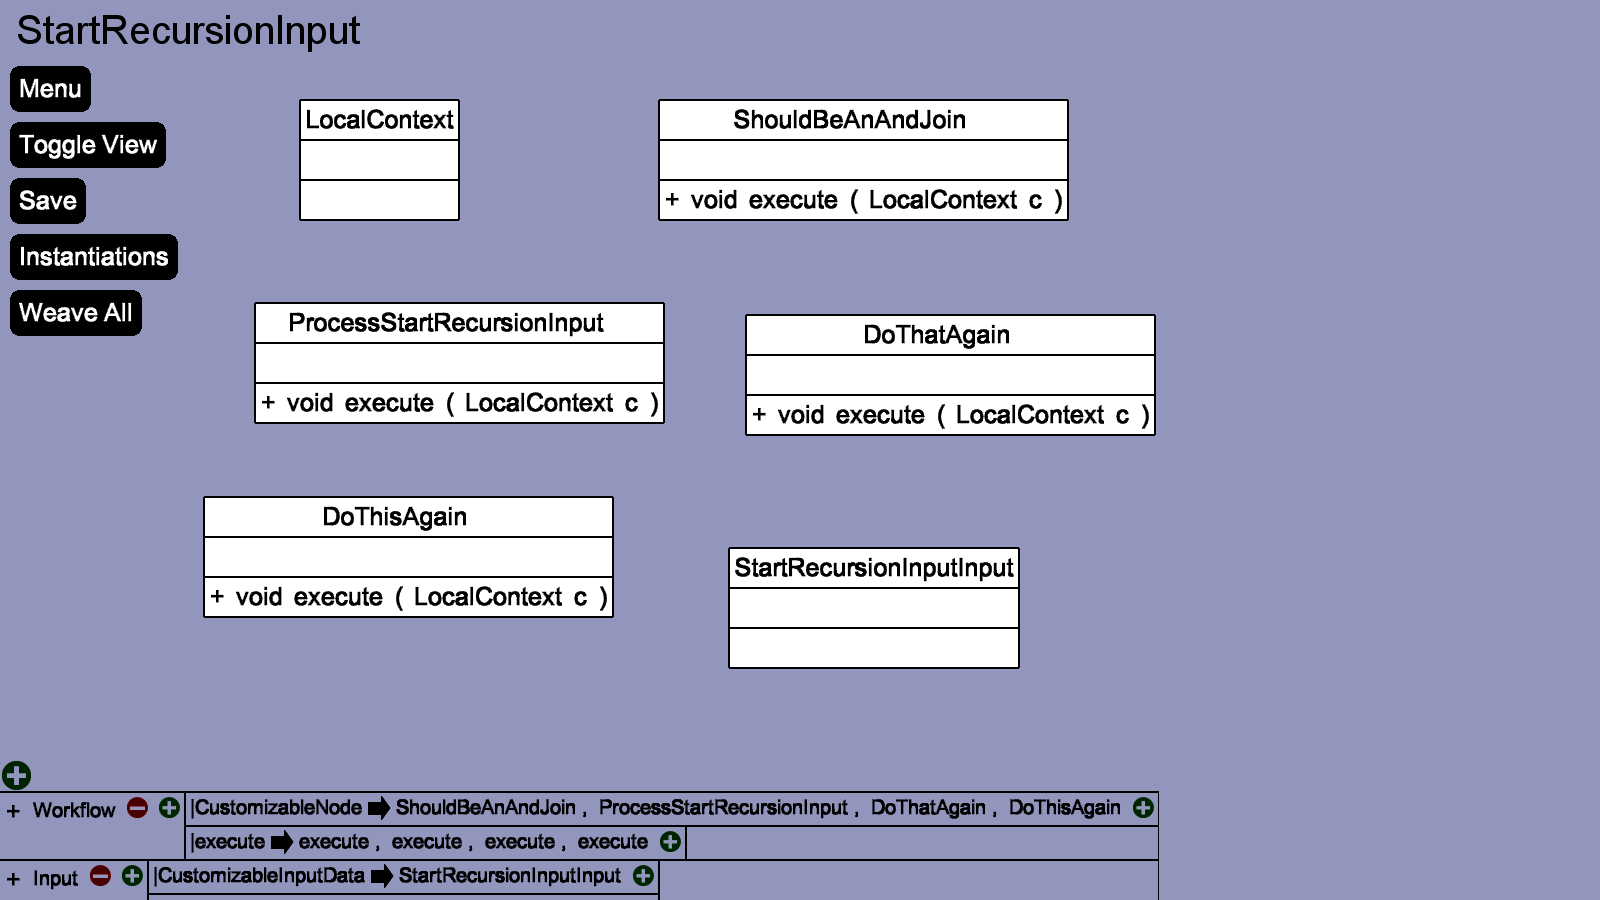 StartRecursionInput
Menu
Toggle View
Save
Instantiations
Weave All
LocalContext
ShouldBeAnAndJoin
+ void execute ( LocalContext c )
ProcessStartRecursionInput
+ void execute ( LocalContext c )
DoThatAgain
+ void execute ( LocalContext c )
DoThisAgain
+ void execute ( LocalContext c )
StartRecursionInputInput
+ Workflow |CustomizableNode ShouldBeAnAndJoin , ProcessStartRecursionInput , DoThatAgain , DoThisAgain
|execute execute , execute , execute , execute
+ Input |CustomizableInputData StartRecursionInputInput